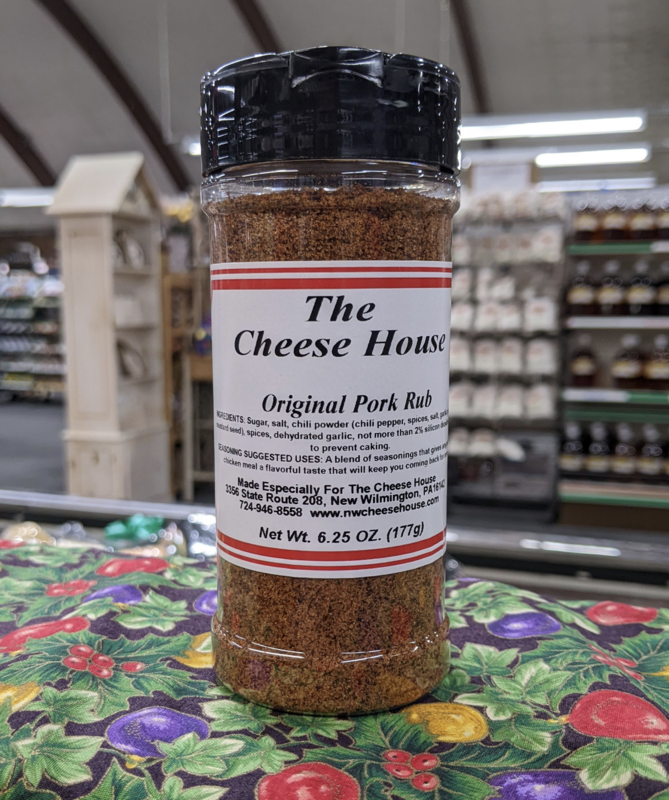 The
Cheese House
Original Pork Rub
INGREDIENTS: Sugar, salt, chili powder (chili pepper, spices, salt,
seed), spices, dehydrated garlic, not more than 2% silicon
to prevent caking.
SEASONING SUGGESTED USES: A blend of seasonings that gives
chicken meal a flavorful taste that will keep you coming back
Made Especially For The Cheese House
3356 State Route 208, New Wilmington, PA16142
724-946-8558 www.nwcheesehouse.com
Net Wt. 6.25 OZ. (177g)